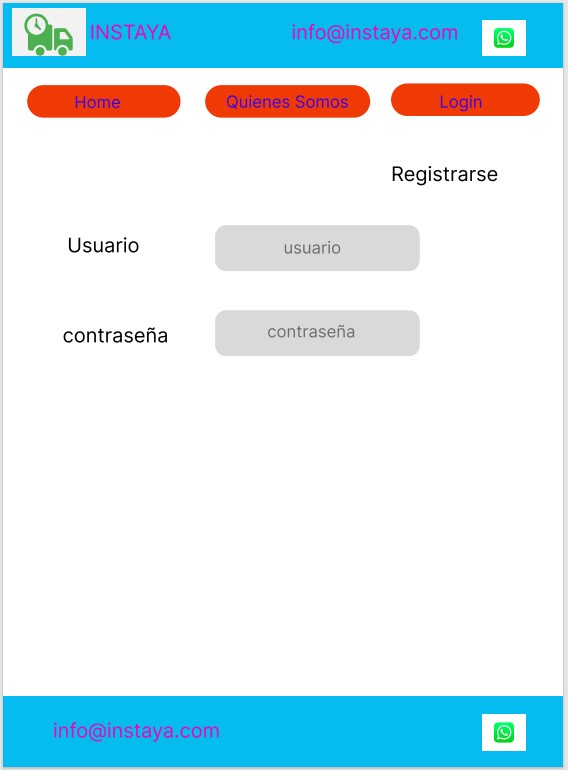 INSTAYA
info@instaya.com
Home
Quienes Somos
Login
Registrarse
Usuario
usuario
contraseña
contraseña
info@instaya.com